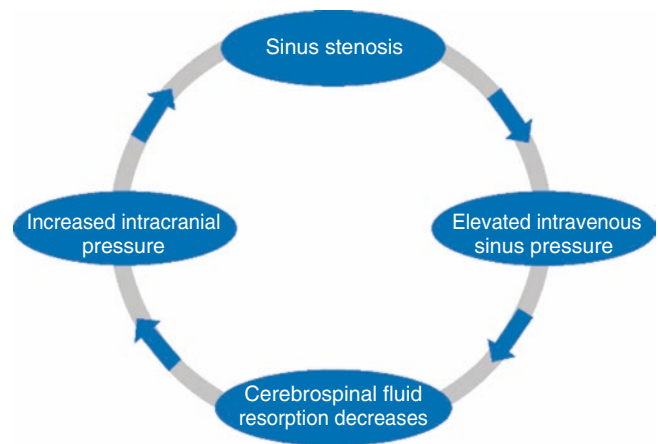 Sinus stenosis
Increased intracranial
pressure
Elevated intravenous
sinus pressure
Cerebrospinal fluid
resorption decreases